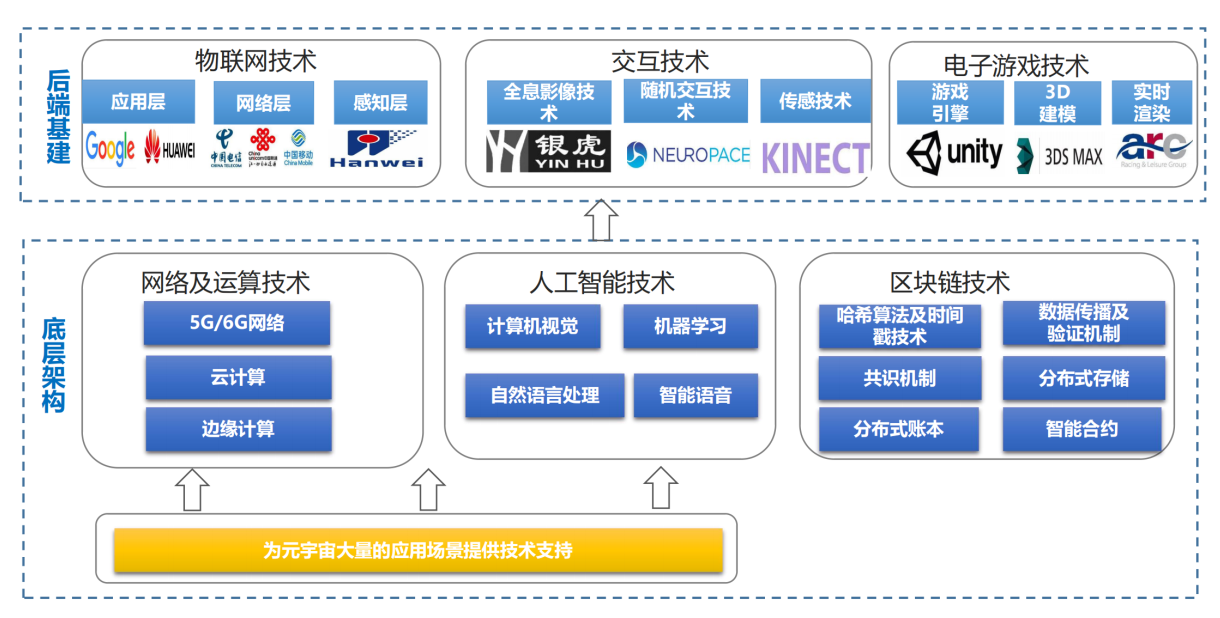 后端基建
物联网技术
应用层
网络层
感知层
Google
HUAWEI
中国电信
CHINA TELECOM
China
unicom中国联通
中国移动
China Mobile
Hanwei
交互技术
全息影像技
术
随机交互技
术
传感技术
银虎
YIN HU
NEUROPACE
KINECT
电子游戏技术
游戏
引擎
3D
建模
实时
渲染
unity
3DS MAX
arc
Racing & Leisure Group
底层架构
网络及运算技术
5G/6G网络
云计算
边缘计算
人工智能技术
计算机视觉
机器学习
自然语言处理
智能语音
区块链技术
哈希算法及时间
戳技术
数据传播及
验证机制
共识机制
分布式存储
分布式账本
智能合约
为元宇宙大量的应用场景提供技术支持